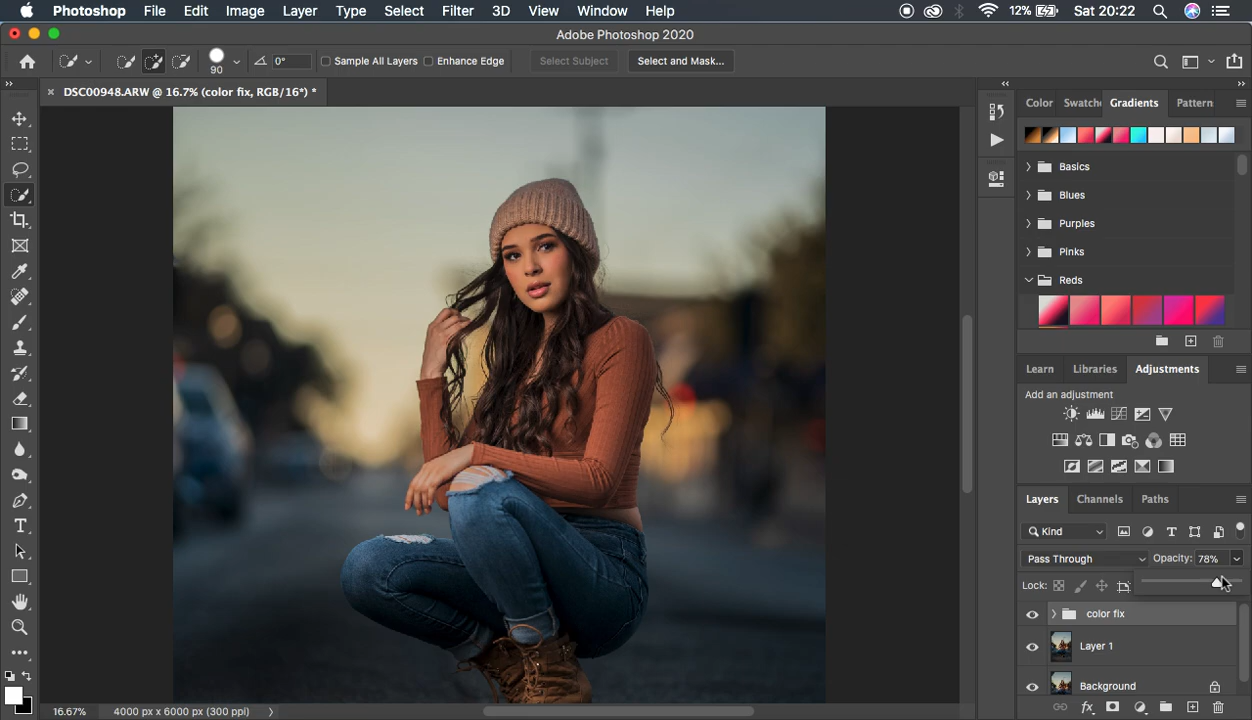 Photoshop File Edit Image Layer Type Select Filter 3D View Window Help 12% Sat 20:22
Adobe Photoshop 2020
90 0° Sample All Layers Enhance Edge Select Subject Select and Mask...
DSC00948.ARW @ 16.7% (color fix, RGB/16*) *
Color Swatche Gradients Pattern
Basics
Blues
Purples
Pinks
Reds
Learn Libraries Adjustments
Add an adjustment
Layers Channels Paths
Kind
Pass Through Opacity: 78%
Lock:
color fix
Layer 1
Background
16.67% 4000 px x 6000 px (300 ppi)